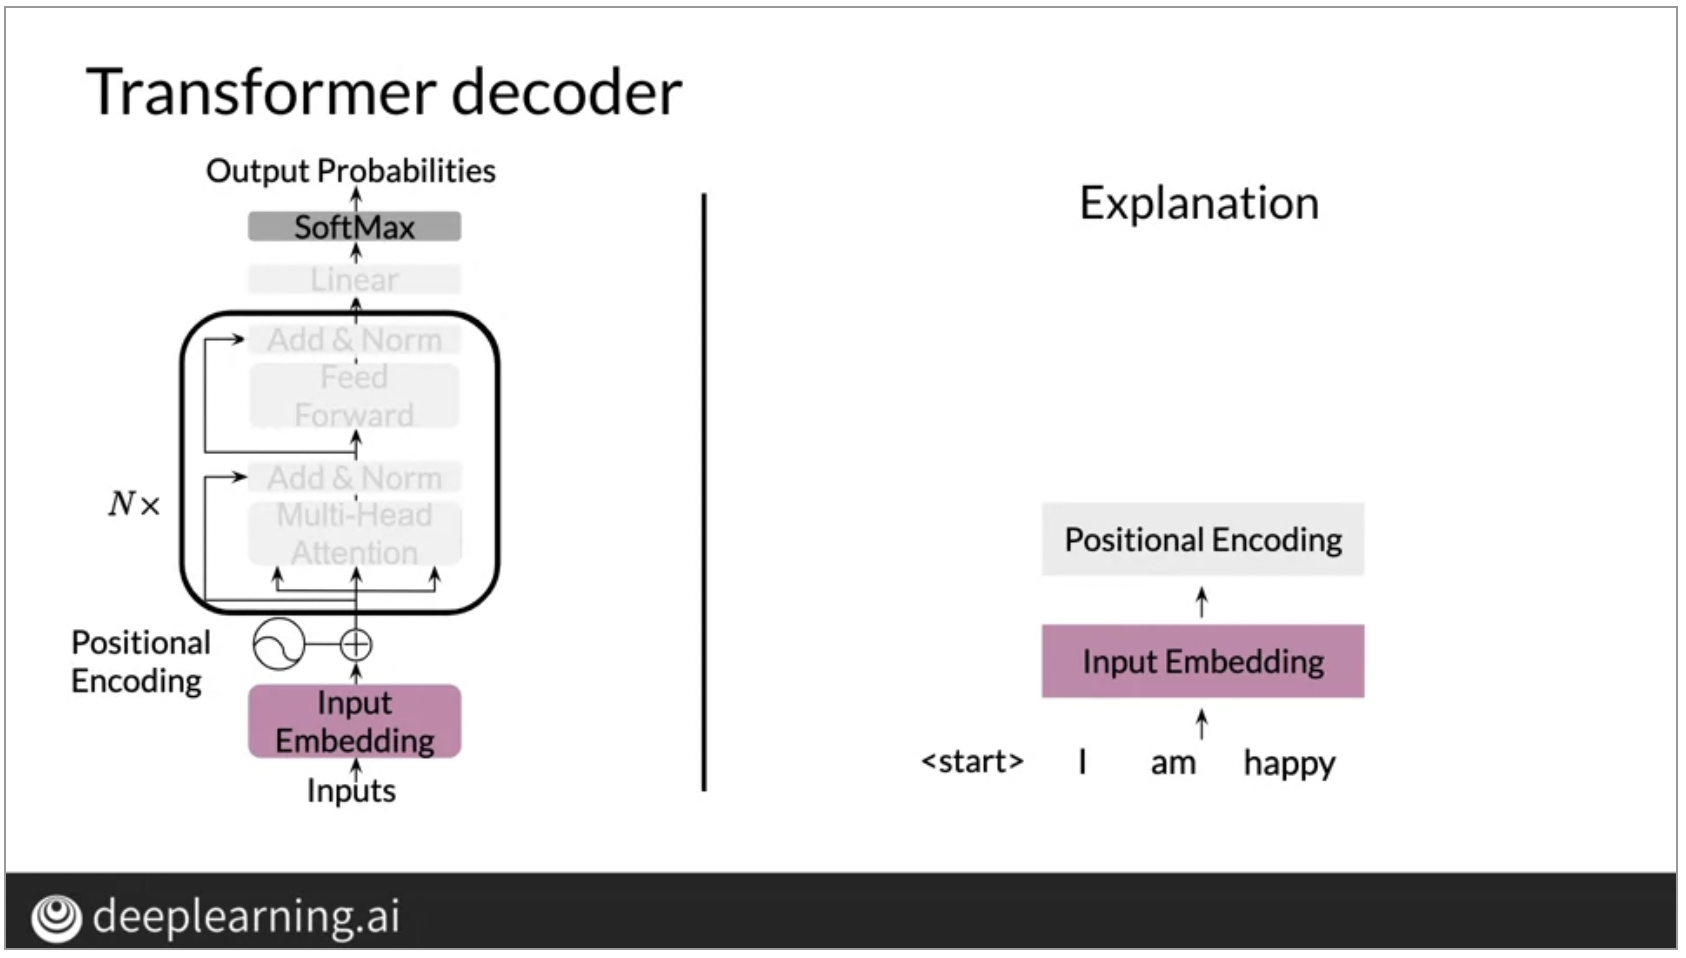 Transformer decoder
Output Probabilities
SoftMax
Linear
Add & Norm
Feed
Forward
Add & Norm
Multi-Head
Attention
N×
Positional
Encoding
Input
Embedding
Inputs
Explanation
Positional Encoding
Input Embedding
<start> I am happy
deeplearning.ai